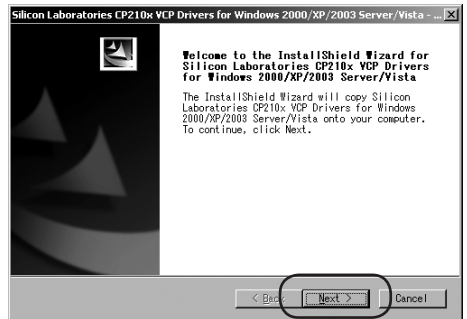 Silicon Laboratories CP210x VCP Drivers for Windows 2000/XP/2003 Server/Vista - ...
Welcome to the InstallShield Wizard for
Silicon Laboratories CP210x VCP Drivers
for Windows 2000/XP/2003 Server/Vista
The InstallShield Wizard will copy Silicon
Laboratories CP210x VCP Drivers for Windows
2000/XP/2003 Server/Vista onto your computer.
To continue, click Next.
< Back
Next >
Cancel